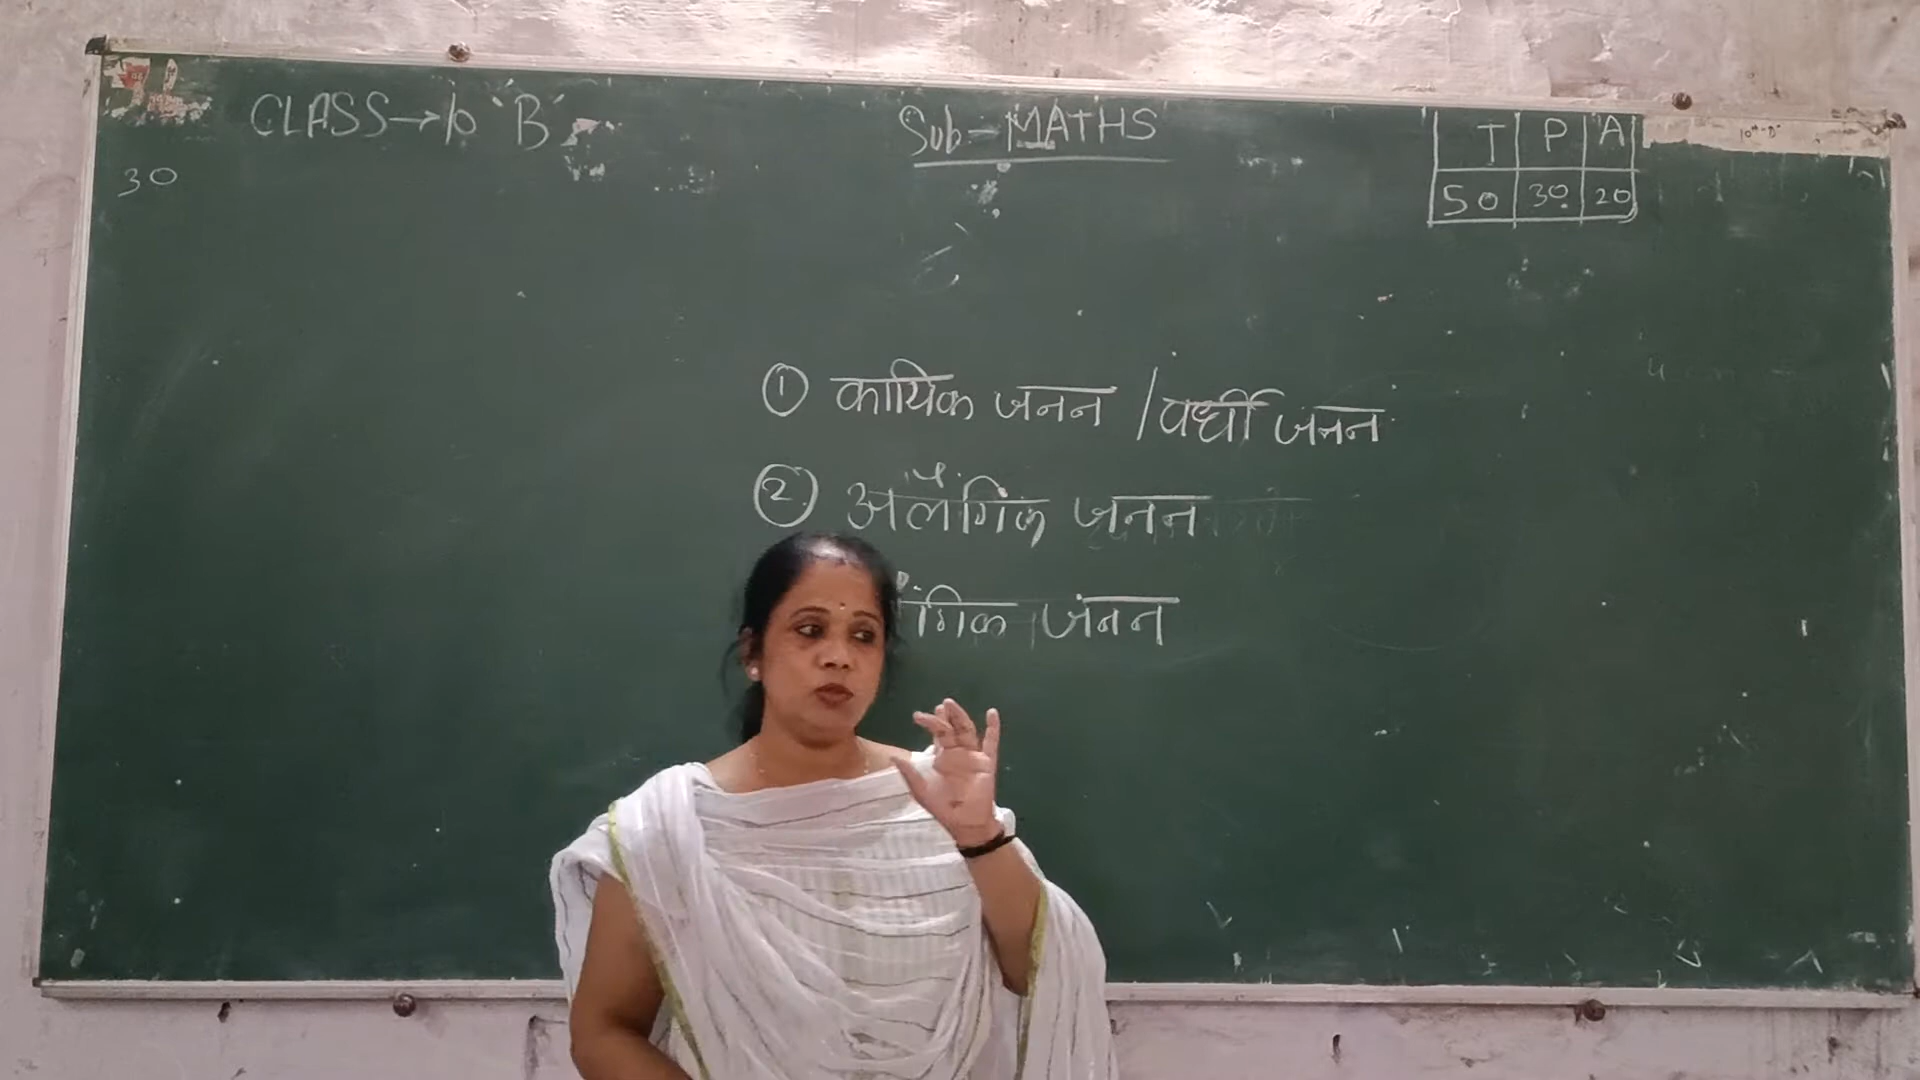 CLASS→10 'B'
Sub-MATHS
T P A
50 30 20
30
① कायिक जनन / वर्धी जनन
② अलैंगिक जनन
गिक जनन